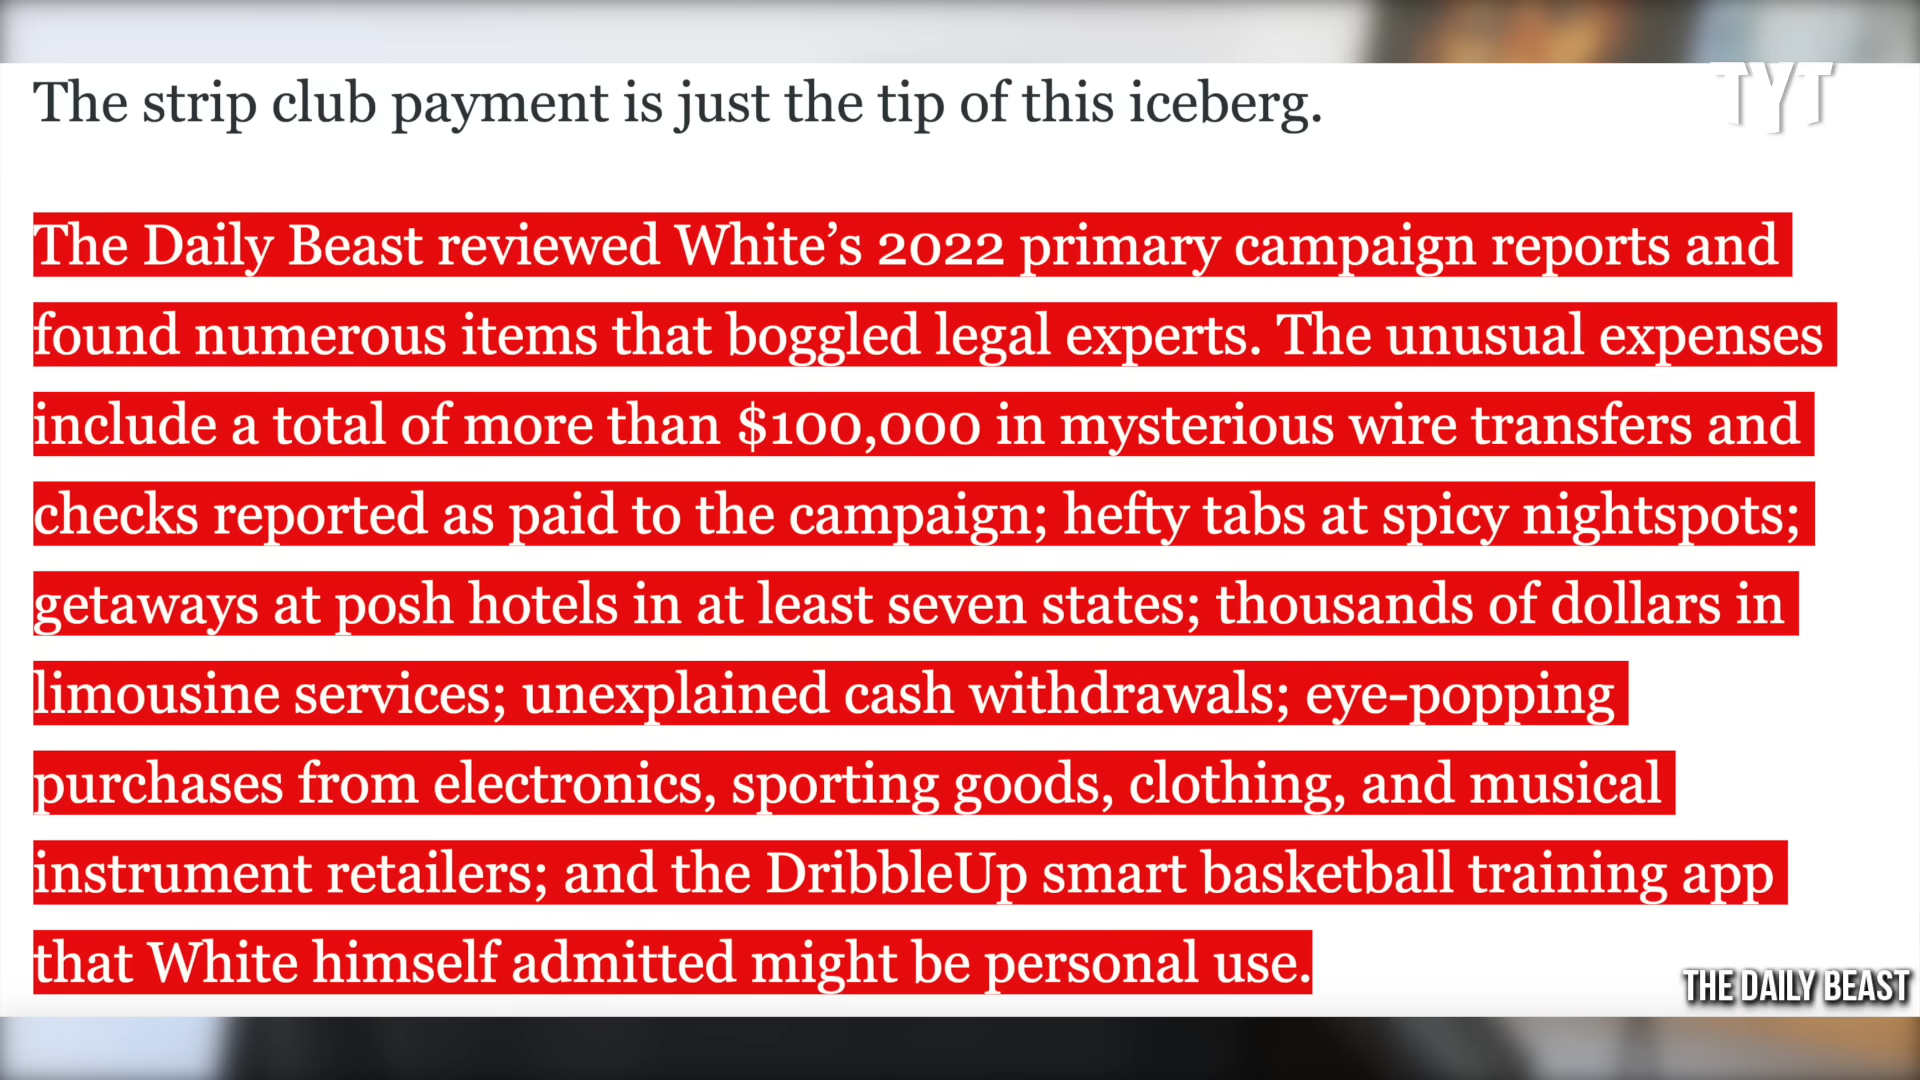 TYT
The strip club payment is just the tip of this iceberg.
The Daily Beast reviewed White’s 2022 primary campaign reports and
found numerous items that boggled legal experts. The unusual expenses
include a total of more than $100,000 in mysterious wire transfers and
checks reported as paid to the campaign; hefty tabs at spicy nightspots;
getaways at posh hotels in at least seven states; thousands of dollars in
limousine services; unexplained cash withdrawals; eye-popping
purchases from electronics, sporting goods, clothing, and musical
instrument retailers; and the DribbleUp smart basketball training app
that White himself admitted might be personal use.
THE DAILY BEAST